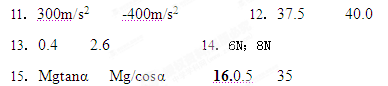 11. 300m/s² -400m/s² 12. 37.5 40.0
13. 0.4 2.6 14. 6N；8N
15. Mgtanα Mg/cosα 16.0.5 35